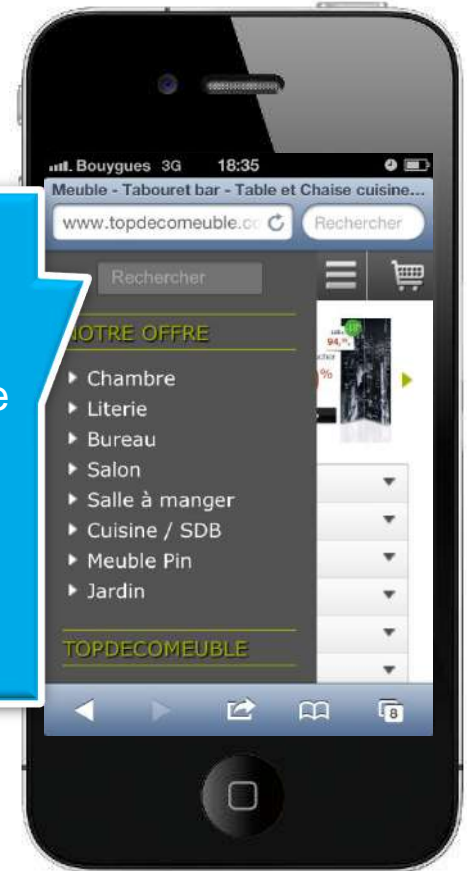 Bouygues 3G 18:35
Meuble - Tabouret bar - Table et Chaise cuisine...
www.topdecomeuble.cc
Rechercher
Rechercher
NOTRE OFFRE
Chambre
Literie
Bureau
Salon
Salle à manger
Cuisine / SDB
Meuble Pin
Jardin
TOPDECOMEUBLE
94,
%
8
e